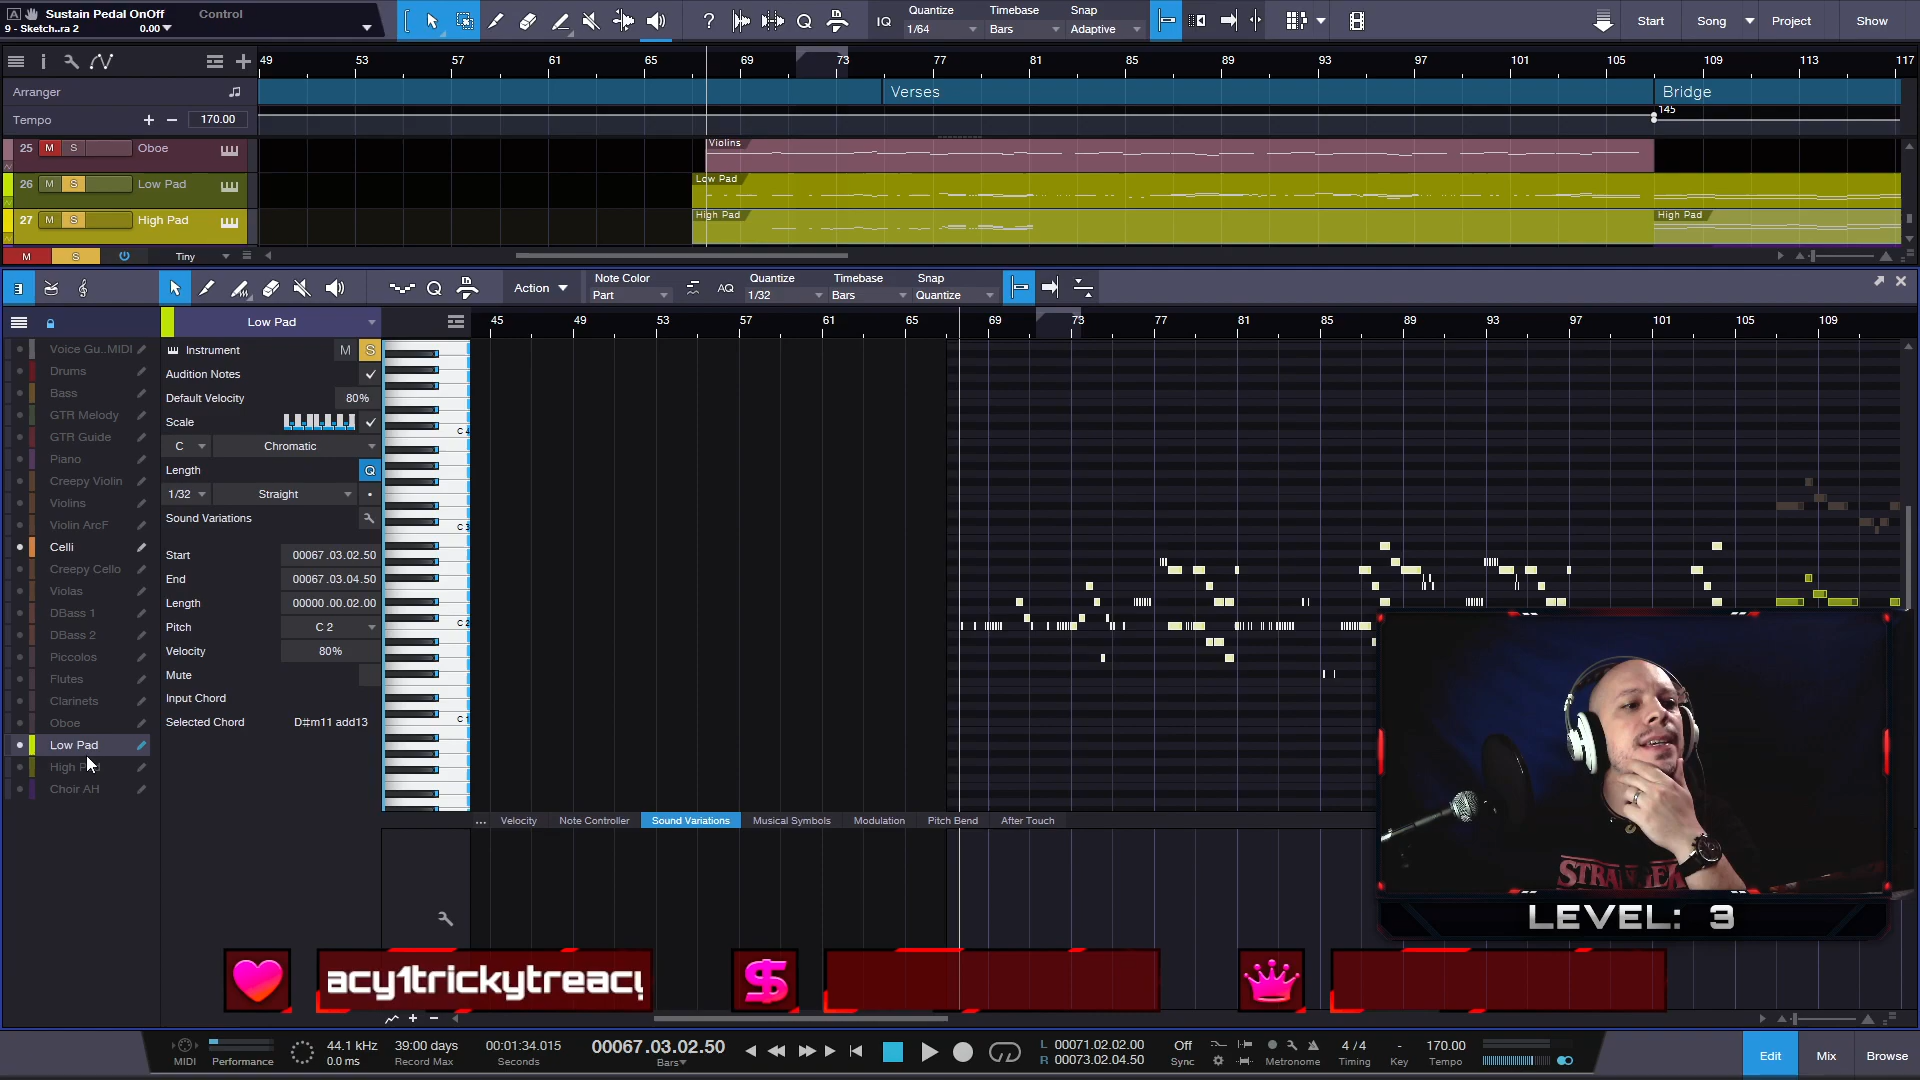 Sustain Pedal OnOff
Control
9 - Sketch..ra 2
0.00
IQ
Quantize
1/64
Timebase
Bars
Snap
Adaptive
Start
Song
Project
Show
49 53 57 61 65 69 73 77 81 85 89 93 97 101 105 109 113 117
Arranger
Verses
Bridge
Tempo
170.00
145
25 M S Oboe
Violins
26 M S Low Pad
Low Pad
27 M S High Pad
High Pad
High Pad
M S
Tiny
Action
Note Color
Part
AQ
Quantize
1/32
Timebase
Bars
Snap
Quantize
Low Pad
45 49 53 57 61 65 69 73 77 81 85 89 93 97 101 105 109
Voice Gu..MIDI
Drums
Bass
GTR Melody
GTR Guide
Piano
Creepy Violin
Violins
Violin ArcF
Celli
Creepy Cello
Violas
DBass 1
DBass 2
Piccolos
Flutes
Clarinets
Oboe
Low Pad
High
Choir AH
Instrument M S
Audition Notes
Default Velocity 80%
Scale
C Chromatic
Length Q
1/32 Straight
Sound Variations
Start 00067.03.02.50
End 00067.03.04.50
Length 00000.00.02.00
Pitch C 2
Velocity 80%
Mute
Input Chord
Selected Chord D#m11 add13
C 4
C 3
C 2
C 1
... Velocity Note Controller Sound Variations Musical Symbols Modulation Pitch Bend After Touch
STRANGER
LEVEL: 3
acy1trickytreacy
$
MIDI
Performance
44.1 kHz
0.0 ms
39:00 days
Record Max
00:01:34.015
Seconds
00067.03.02.50
Bars
L 00071.02.02.00
R 00073.02.04.50
Off
Sync
Metronome
4 / 4
Timing
-
Key
170.00
Tempo
Edit
Mix
Browse